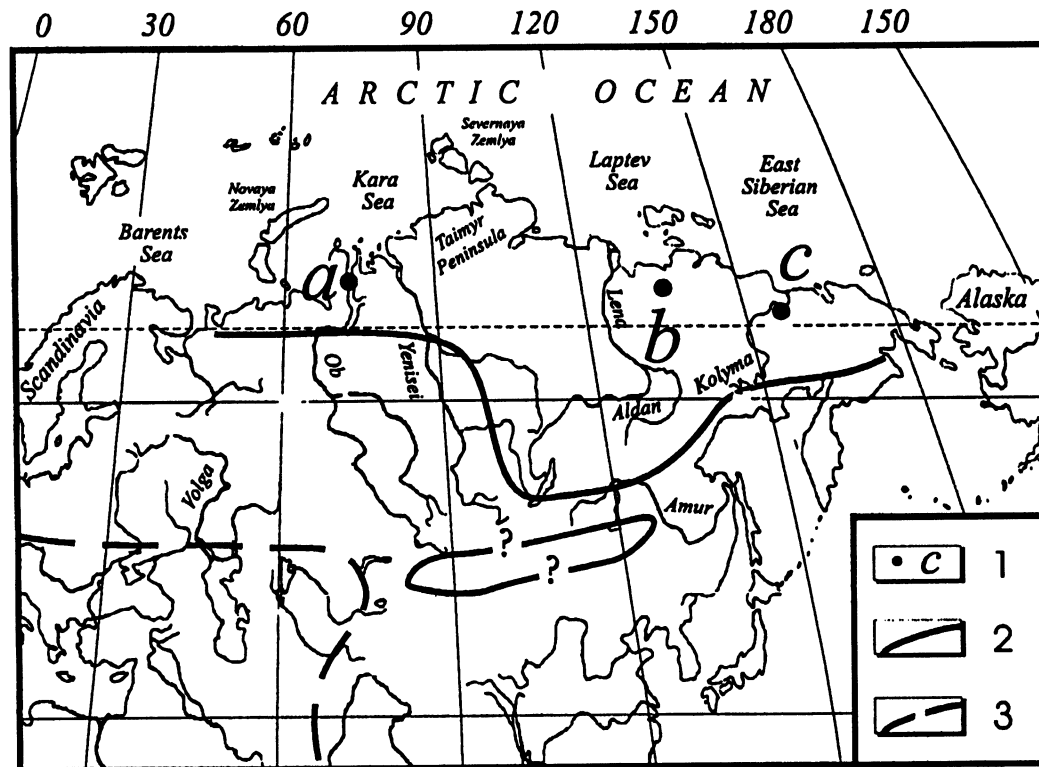 0 30 60 90 120 150 180 150
ARCTIC OCEAN
Severnaya
Zemlya
Laptev
Sea
East
Siberian
Sea
Kara
Sea
Novaya
Zemlya
Taimyr
Peninsula
Barents
Sea
a
c
b
Alaska
Scandinavia
Lena
Ob
Yenisei
Kolyma
Aldan
Volga
Amur
?
?
c 1
2
3